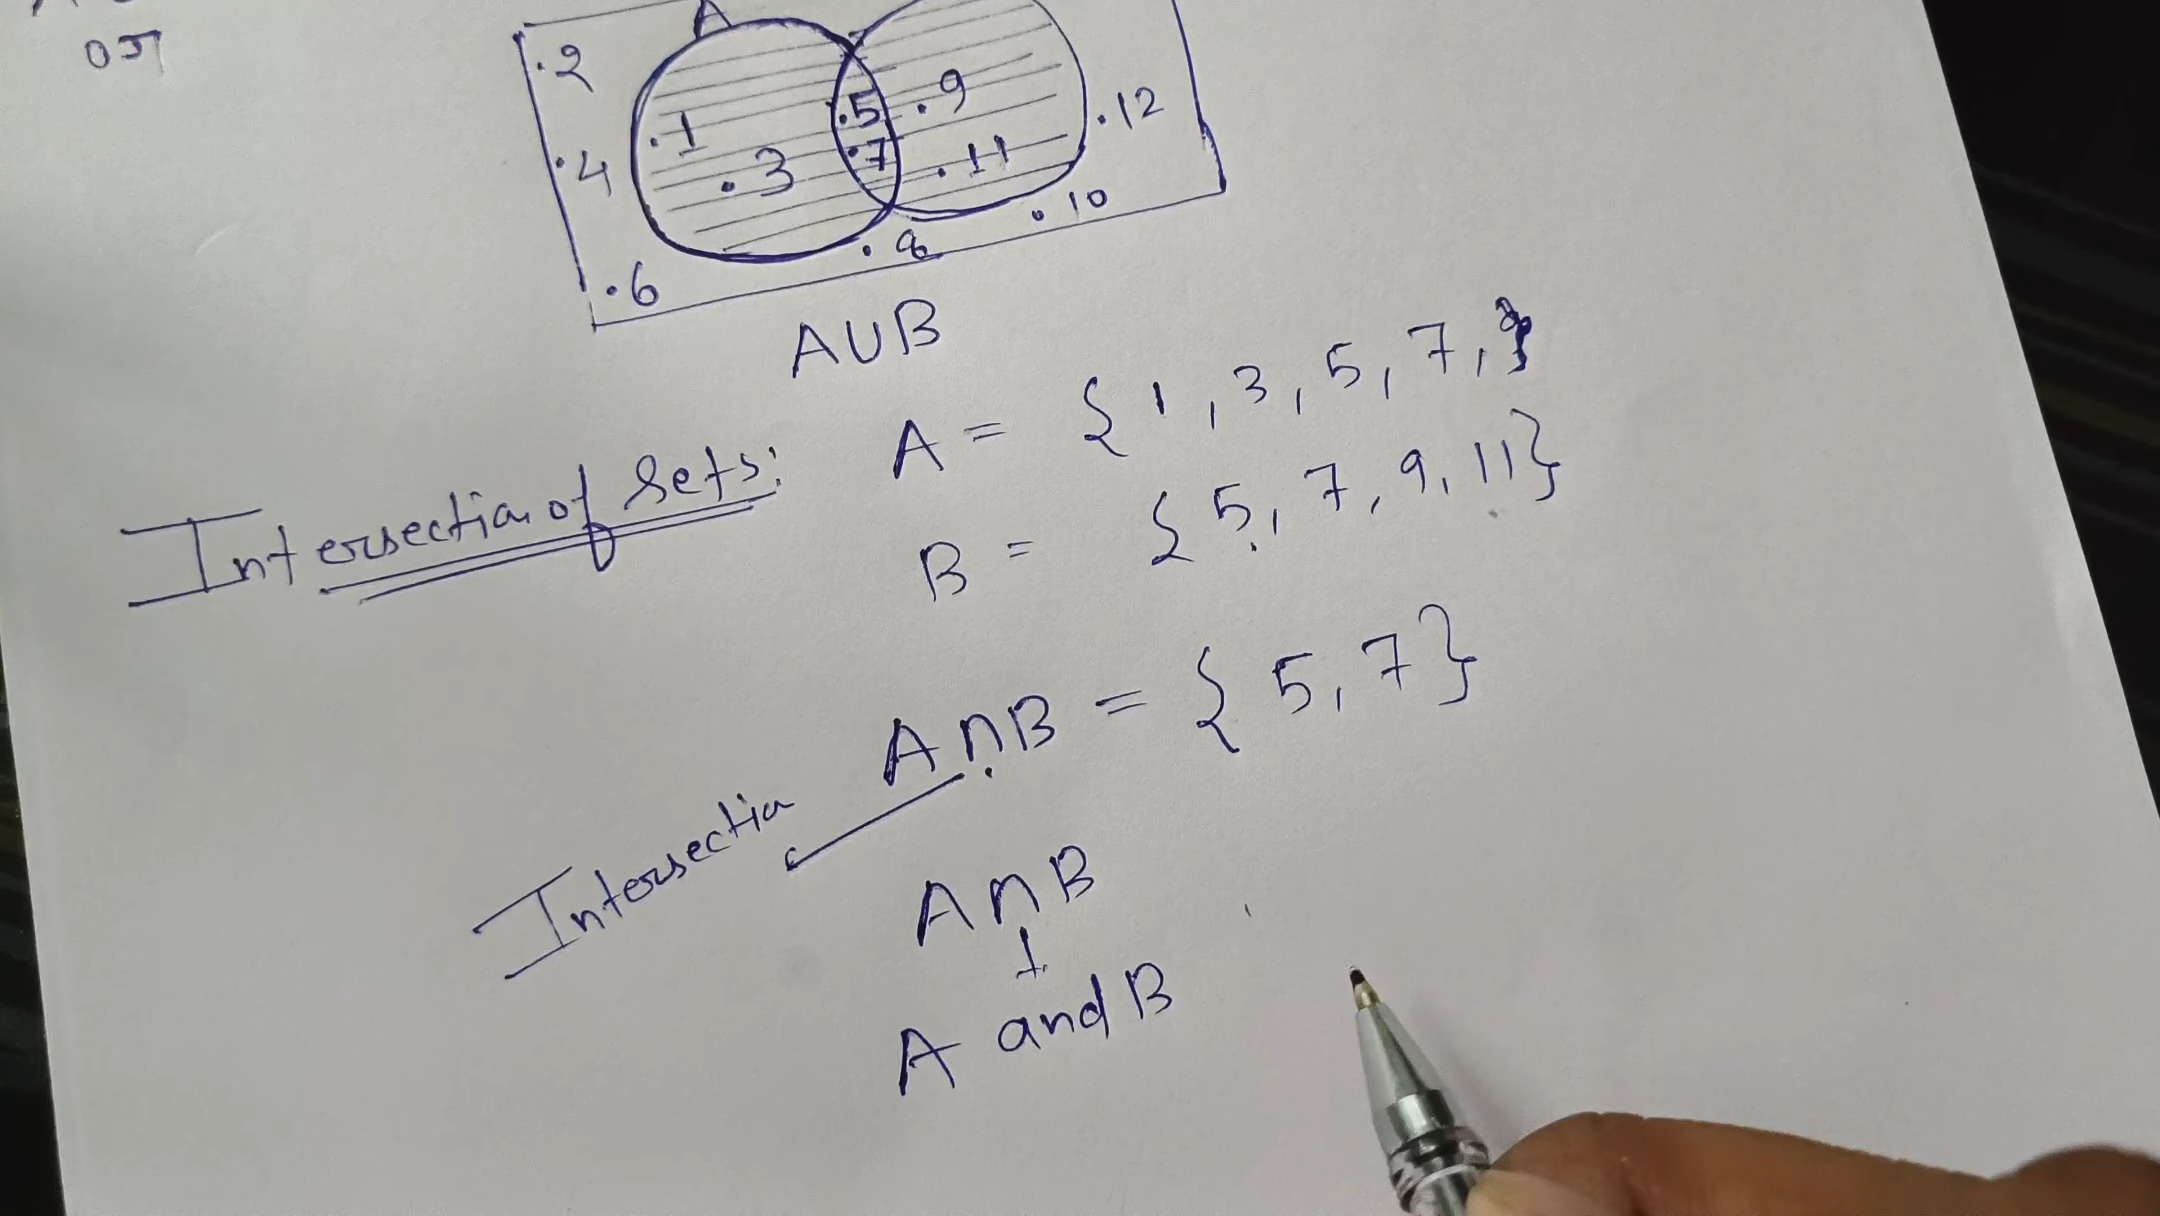 or
A
.2 .5 .9
.1 .7 .12
.4 .3 .11
.10
.6 .8
A∪B
Intersection of Sets: A = { 1, 3, 5, 7, }
B = { 5, 7, 9, 11}
A∩B = { 5, 7}
Intersection
A∩B
A and B